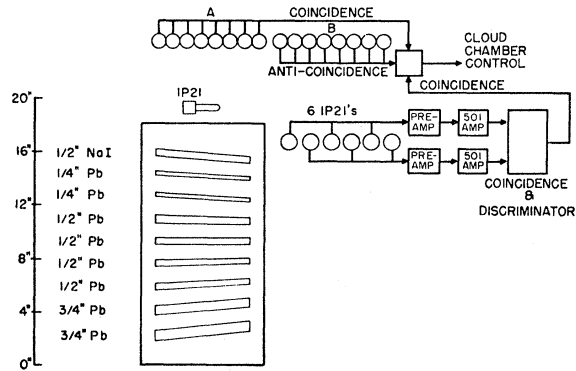 A
COINCIDENCE
B
ANTI-COINCIDENCE
CLOUD
CHAMBER
CONTROL
COINCIDENCE
20"
1P21
6 1P21's
PRE-
AMP
501
AMP
PRE-
AMP
501
AMP
COINCIDENCE
&
DISCRIMINATOR
16"
1/2" NaI
1/4" Pb
1/4" Pb
12"
1/2" Pb
1/2" Pb
8"
1/2" Pb
1/2" Pb
4"
3/4" Pb
3/4" Pb
0"